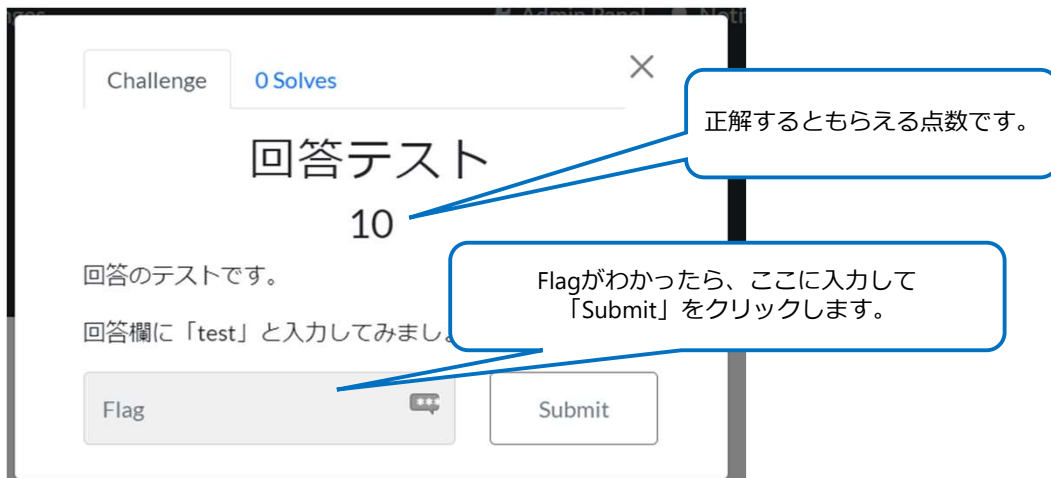 Admin Panel
Challenge
0 Solves
正解するともらえる点数です。
回答テスト
10
回答のテストです。
Flagがわかったら、ここに入力して
「Submit」をクリックします。
回答欄に「test」と入力してみまし
Flag
Submit